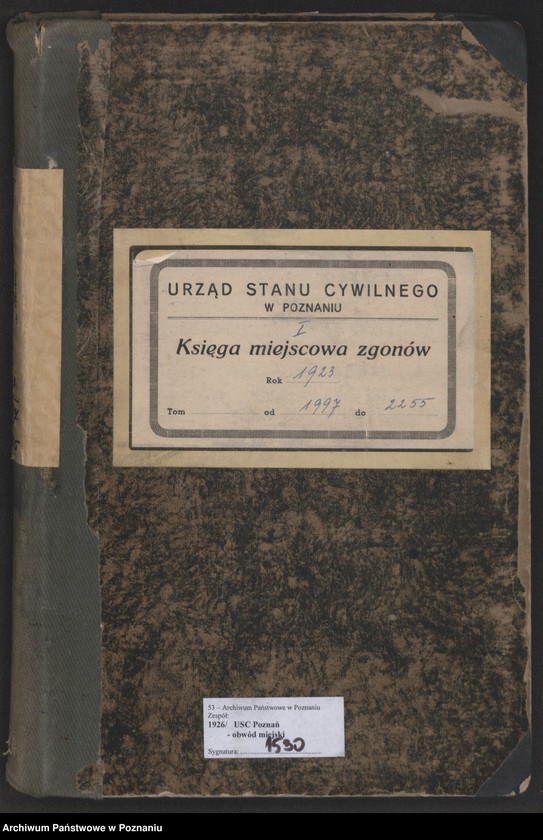 URZĄD STANU CYWILNEGO
W POZNANIU
I
Księga miejscowa zgonów
Rok 1923
Tom od 1997 do 2255
53 – Archiwum Państwowe w Poznaniu
Zespół:
1926/ USC Poznań
- obwód miejski
Sygnatura: 1590
Archiwum Państwowe w Poznaniu